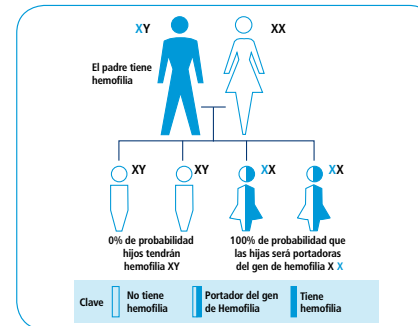 XY
XX
El padre tiene
hemofilia
XY
XY
XX
XX
0% de probabilidad
hijos tendrán
hemofilia XY
100% de probabilidad que
las hijas será portadoras
del gen de hemofilia X X
Clave
No tiene
hemofilia
Portador del gen
de Hemofilia
Tiene
hemofilia